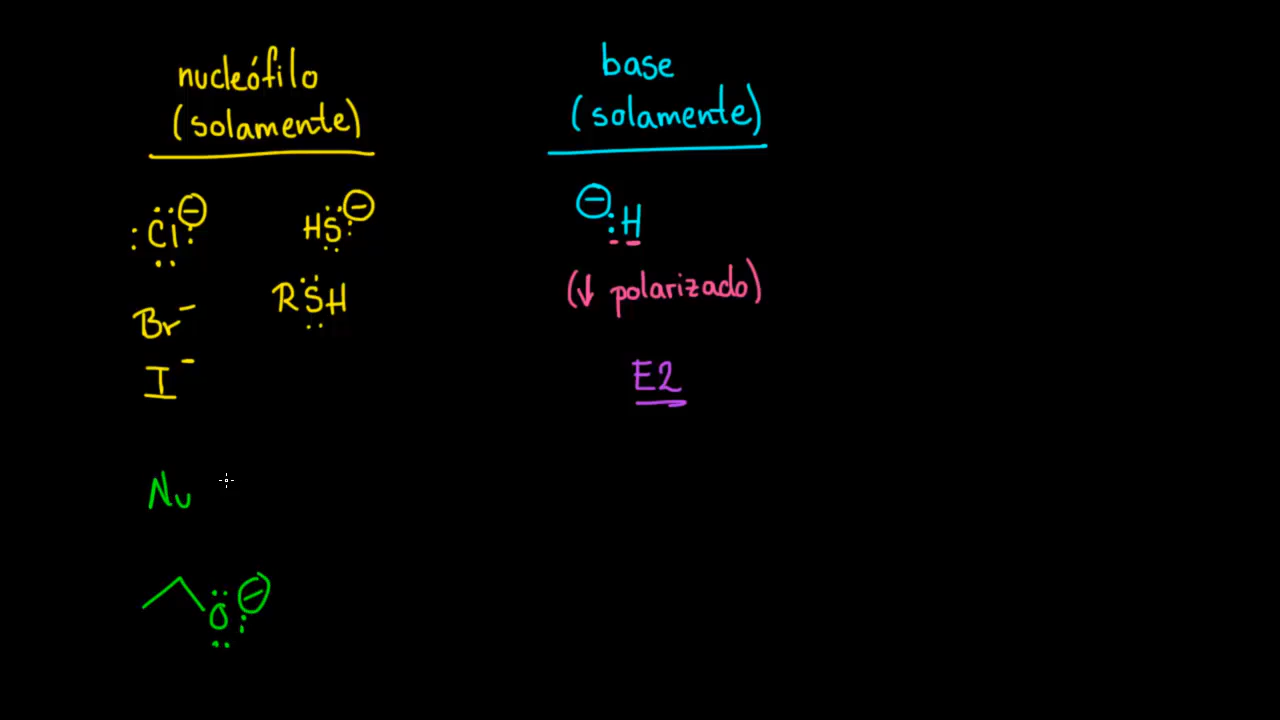 nucleófilo
(solamente)
Cl ⊖
HS ⊖
RSH
Br⁻
I⁻
base
(solamente)
⊖:H
(↓ polarizado)
E2
Nu
O ⊖